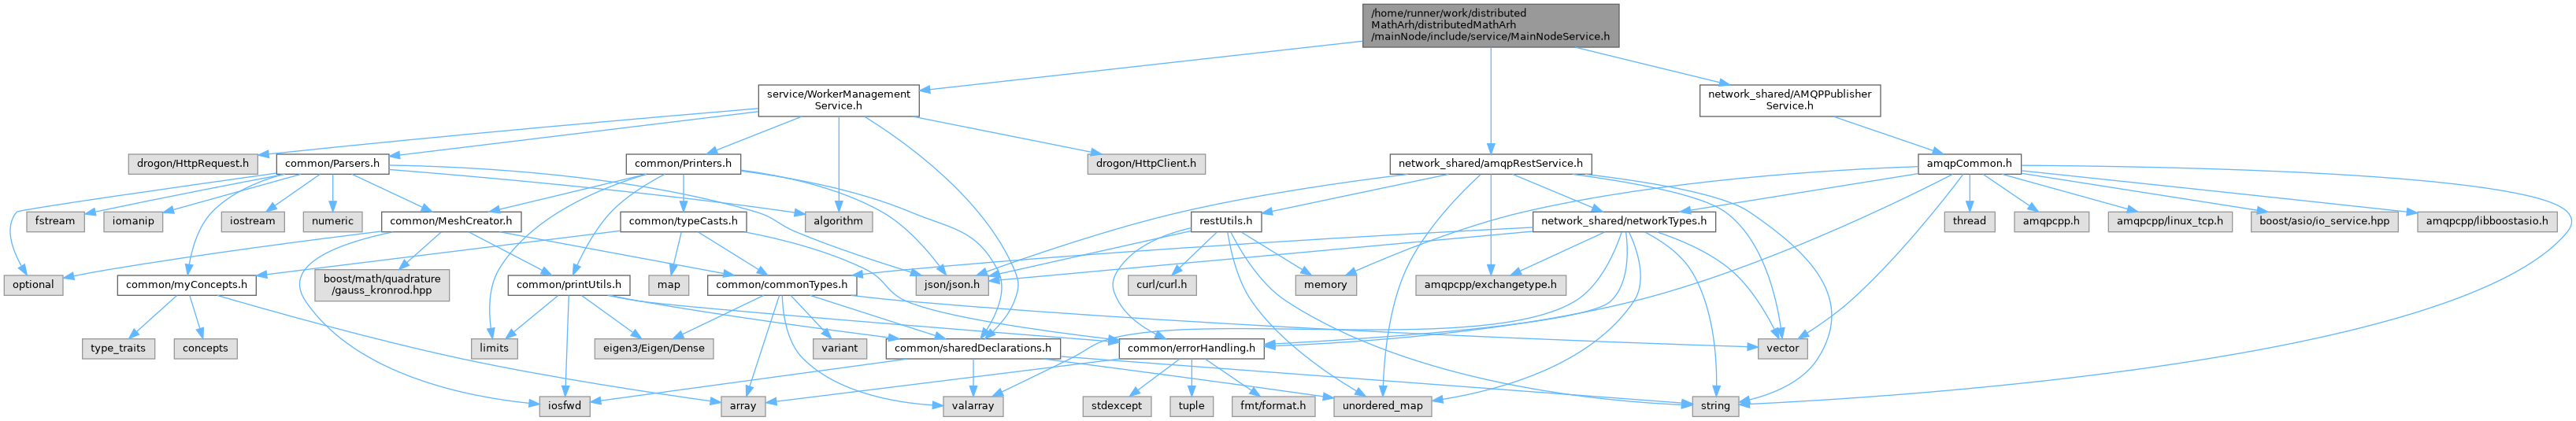 /home/runner/work/distributed
MathArh/distributedMathArh
/mainNode/include/service/MainNodeService.h
service/WorkerManagement
Service.h
network_shared/AMQPPublisher
Service.h
drogon/HttpRequest.h
common/Parsers.h
common/Printers.h
drogon/HttpClient.h
network_shared/amqpRestService.h
amqpCommon.h
fstream
iomanip
iostream
numeric
common/MeshCreator.h
common/typeCasts.h
algorithm
restUtils.h
network_shared/networkTypes.h
thread
amqpcpp.h
amqpcpp/linux_tcp.h
boost/asio/io_service.hpp
amqpcpp/libboostasio.h
optional
common/myConcepts.h
boost/math/quadrature
/gauss_kronrod.hpp
common/printUtils.h
map
common/commonTypes.h
json/json.h
curl/curl.h
memory
amqpcpp/exchangetype.h
type_traits
concepts
limits
eigen3/Eigen/Dense
variant
common/sharedDeclarations.h
common/errorHandling.h
vector
iosfwd
array
valarray
stdexcept
tuple
fmt/format.h
unordered_map
string